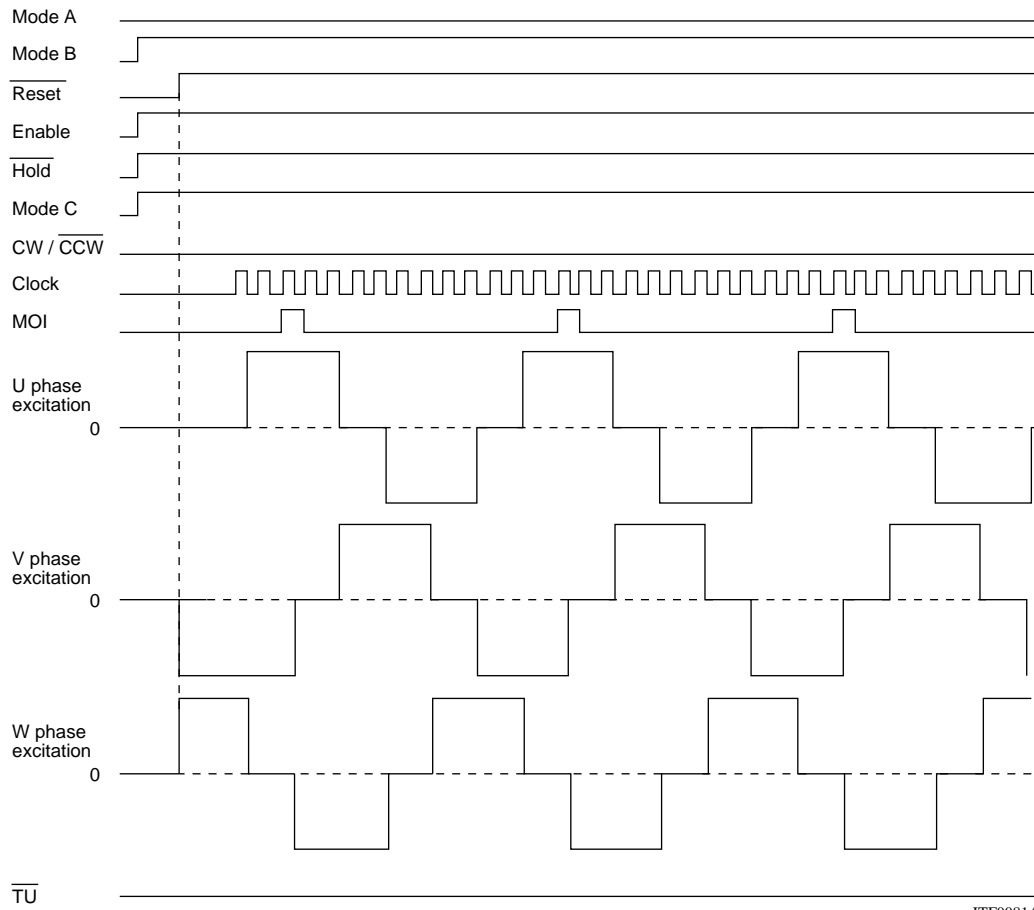 Mode A
Mode B
Reset
Enable
Hold
Mode C
CW / CCW
Clock
MOI
U phase
excitation
0
V phase
excitation
0
W phase
excitation
0
TU